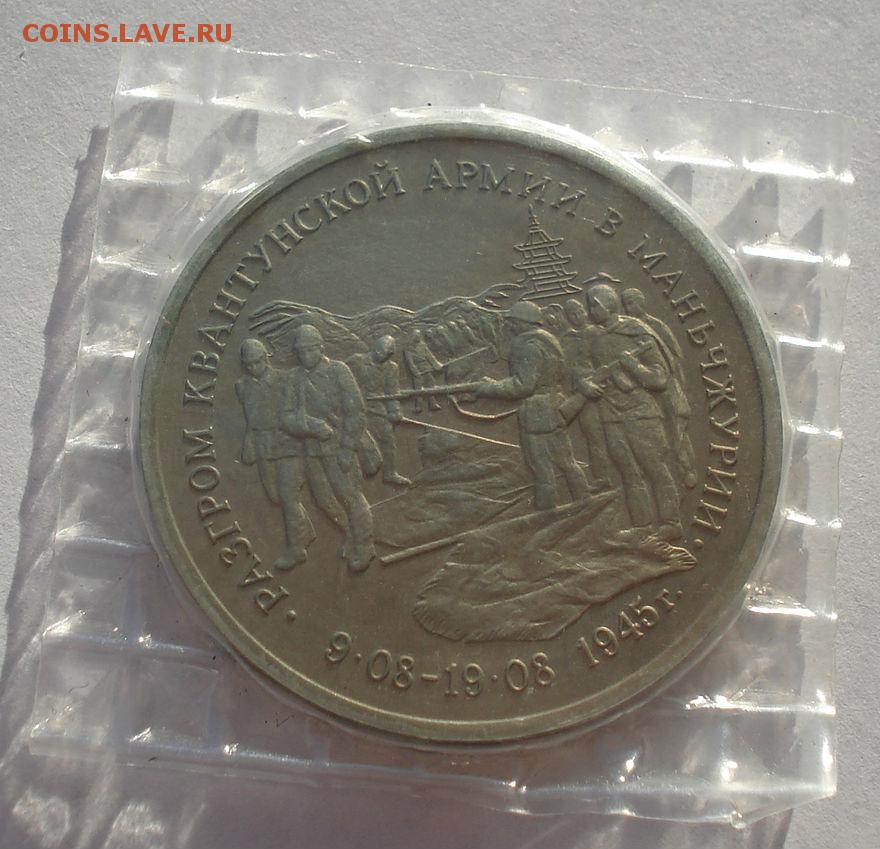 COINS.LAVE.RU
· РАЗГРОМ КВАНТУНСКОЙ АРМИИ В МАНЬЧЖУРИИ ·
9·08-19·08 1945г.